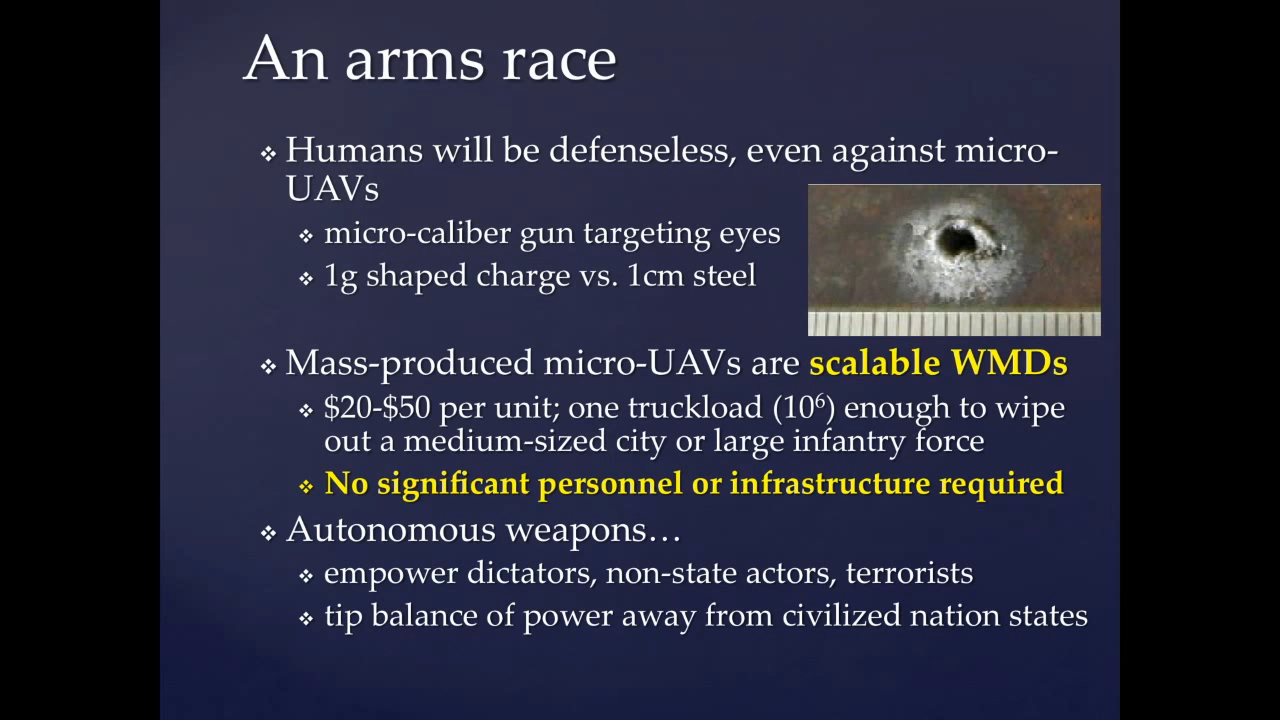 An arms race
❖ Humans will be defenseless, even against micro-
UAVs
❖ micro-caliber gun targeting eyes
❖ 1g shaped charge vs. 1cm steel
❖ Mass-produced micro-UAVs are scalable WMDs
❖ $20-$50 per unit; one truckload (10⁶) enough to wipe
out a medium-sized city or large infantry force
❖ No significant personnel or infrastructure required
❖ Autonomous weapons…
❖ empower dictators, non-state actors, terrorists
❖ tip balance of power away from civilized nation states